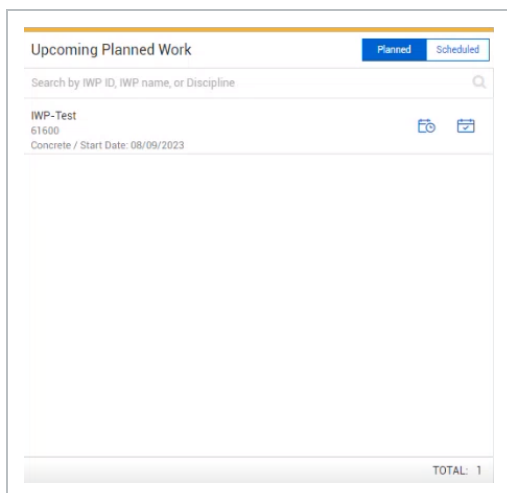 Upcoming Planned Work
Planned
Scheduled
Search by IWP ID, IWP name, or Discipline
IWP-Test
61600
Concrete / Start Date: 08/09/2023
TOTAL: 1